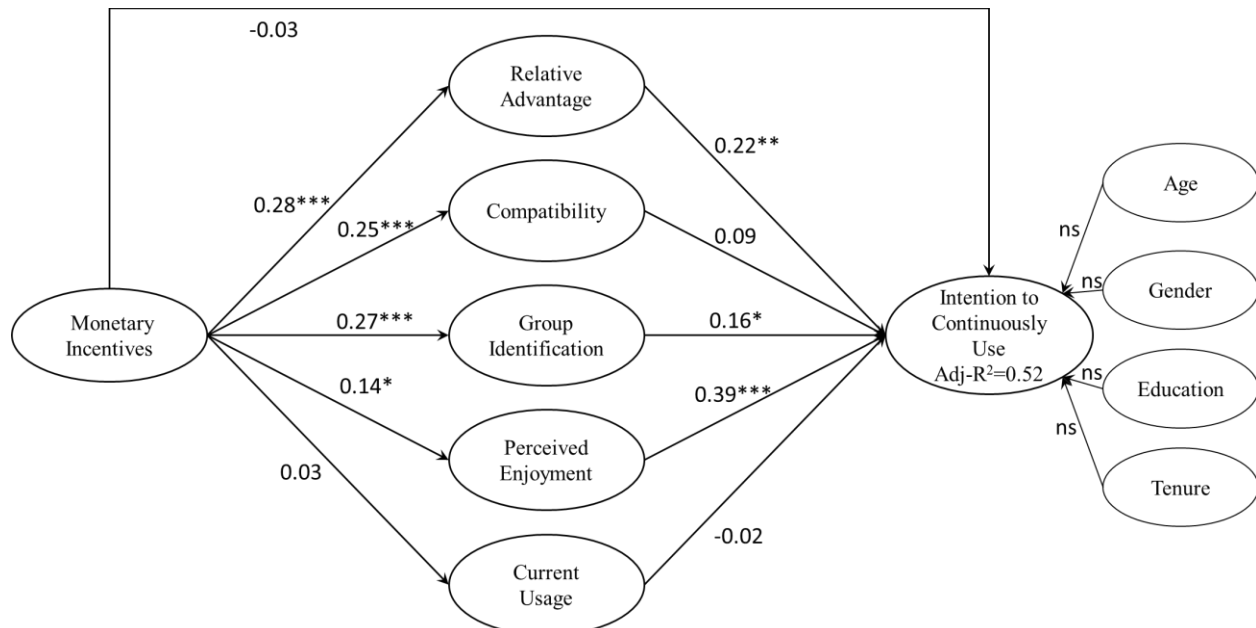 -0.03
Relative
Advantage
0.22**
Age
0.28***
Compatibility
0.25***
0.09
ns
ns
Gender
Monetary
Incentives
0.27***
Group
Identification
0.16*
Intention to
Continuously
Use
Adj-R²=0.52
0.14*
0.39***
ns
Education
ns
Perceived
Enjoyment
0.03
Tenure
-0.02
Current
Usage